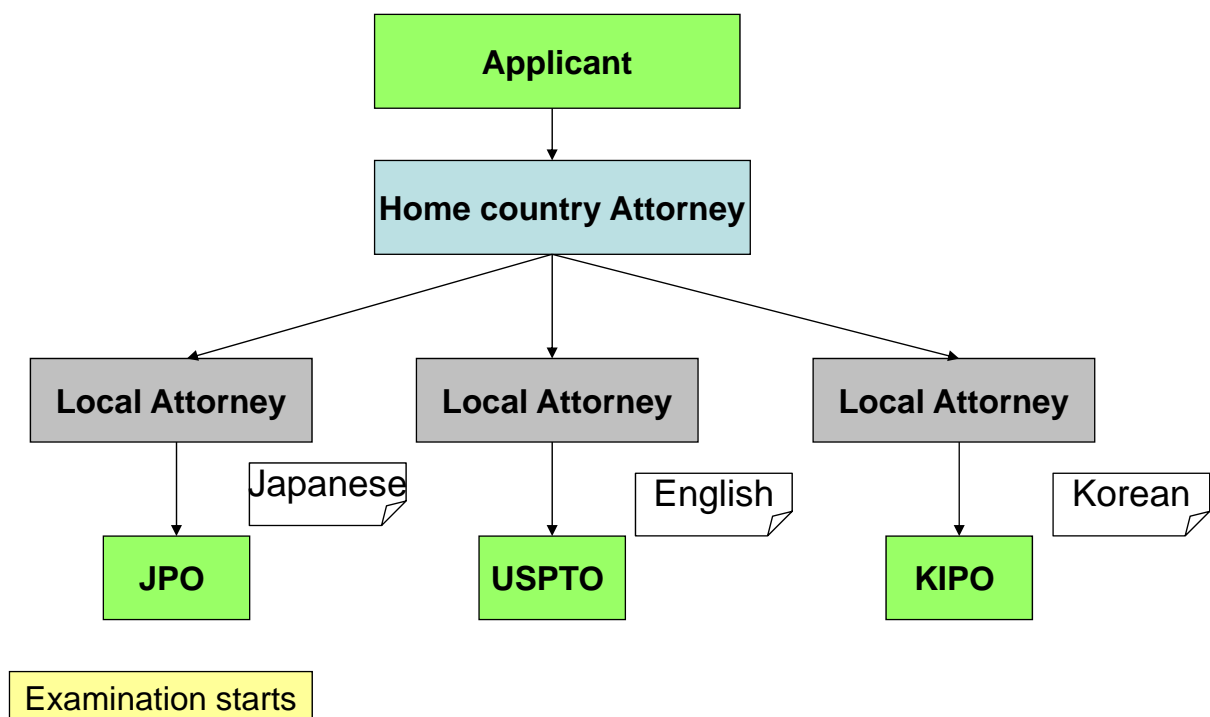 Applicant
Home country Attorney
Local Attorney
Local Attorney
Local Attorney
Japanese
English
Korean
JPO
USPTO
KIPO
Examination starts